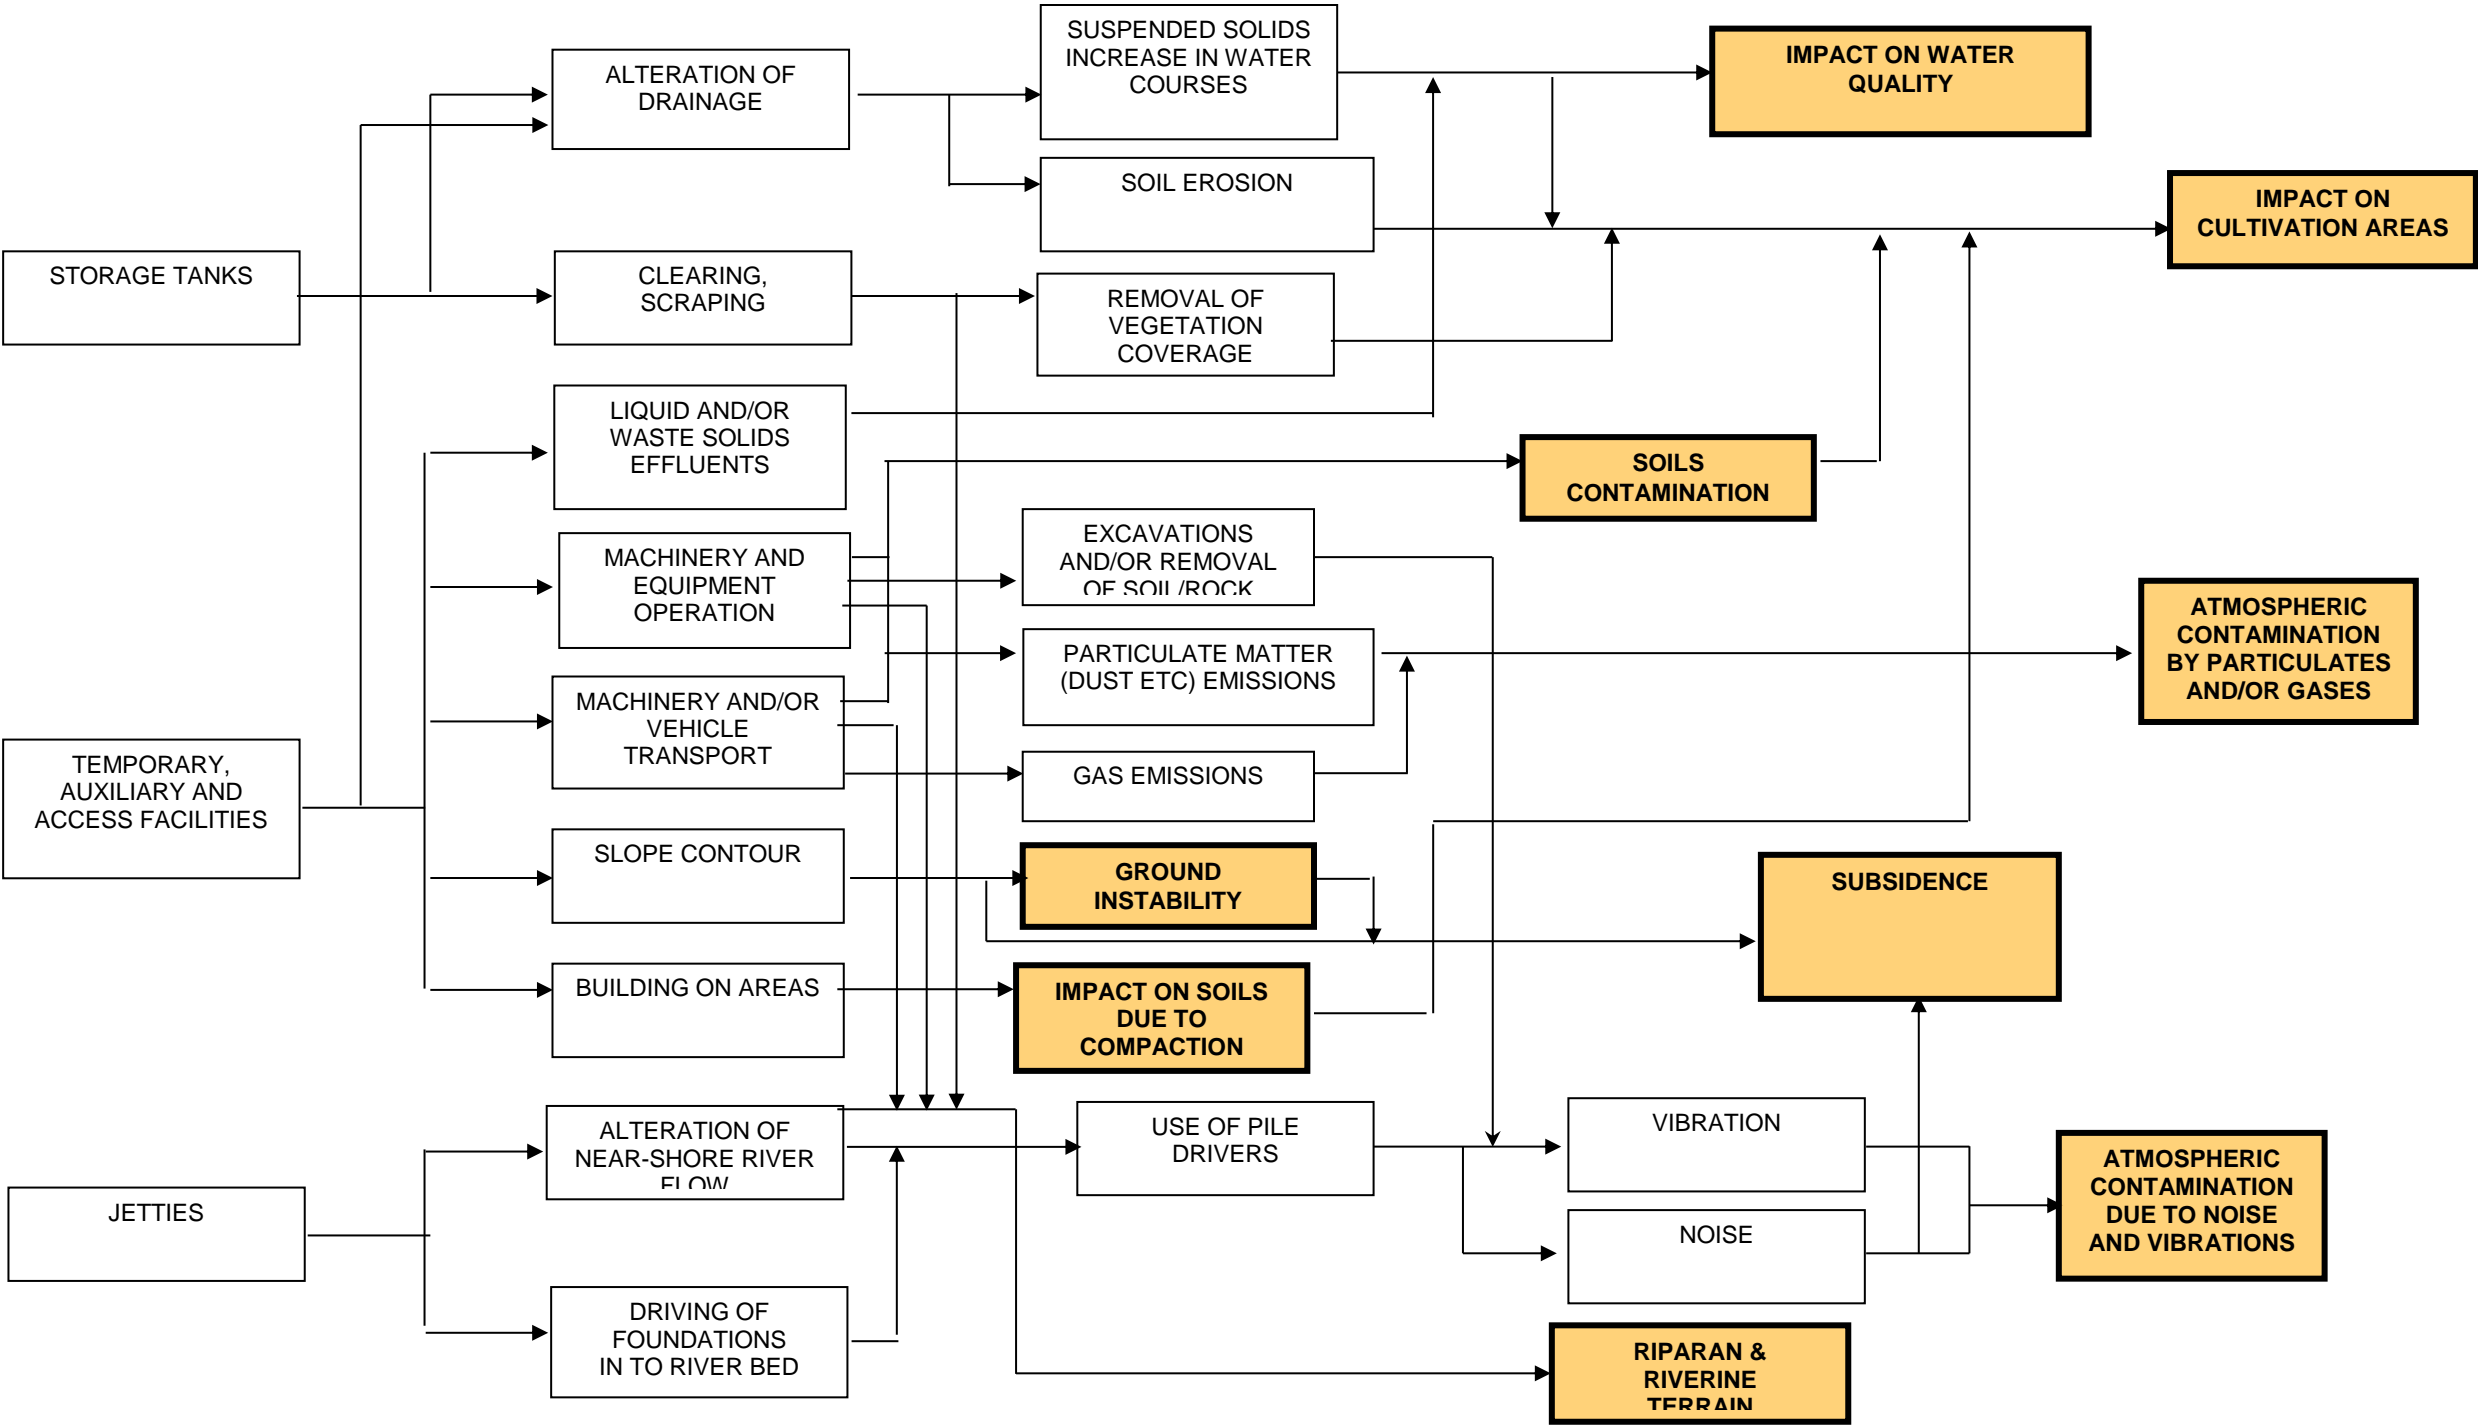 SUSPENDED SOLIDS
INCREASE IN WATER
COURSES
IMPACT ON WATER
QUALITY
ALTERATION OF
DRAINAGE
SOIL EROSION
IMPACT ON
CULTIVATION AREAS
STORAGE TANKS
CLEARING,
SCRAPING
REMOVAL OF
VEGETATION
COVERAGE
LIQUID AND/OR
WASTE SOLIDS
EFFLUENTS
SOILS
CONTAMINATION
MACHINERY AND
EQUIPMENT
OPERATION
EXCAVATIONS
AND/OR REMOVAL
OF SOIL/ROCK
ATMOSPHERIC
CONTAMINATION
BY PARTICULATES
AND/OR GASES
PARTICULATE MATTER
(DUST ETC) EMISSIONS
MACHINERY AND/OR
VEHICLE
TRANSPORT
TEMPORARY,
AUXILIARY AND
ACCESS FACILITIES
GAS EMISSIONS
SLOPE CONTOUR
GROUND
INSTABILITY
SUBSIDENCE
BUILDING ON AREAS
IMPACT ON SOILS
DUE TO
COMPACTION
ALTERATION OF
NEAR-SHORE RIVER
FLOW
USE OF PILE
DRIVERS
VIBRATION
ATMOSPHERIC
CONTAMINATION
DUE TO NOISE
AND VIBRATIONS
JETTIES
NOISE
DRIVING OF
FOUNDATIONS
IN TO RIVER BED
RIPARAN &
RIVERINE
TERRAIN